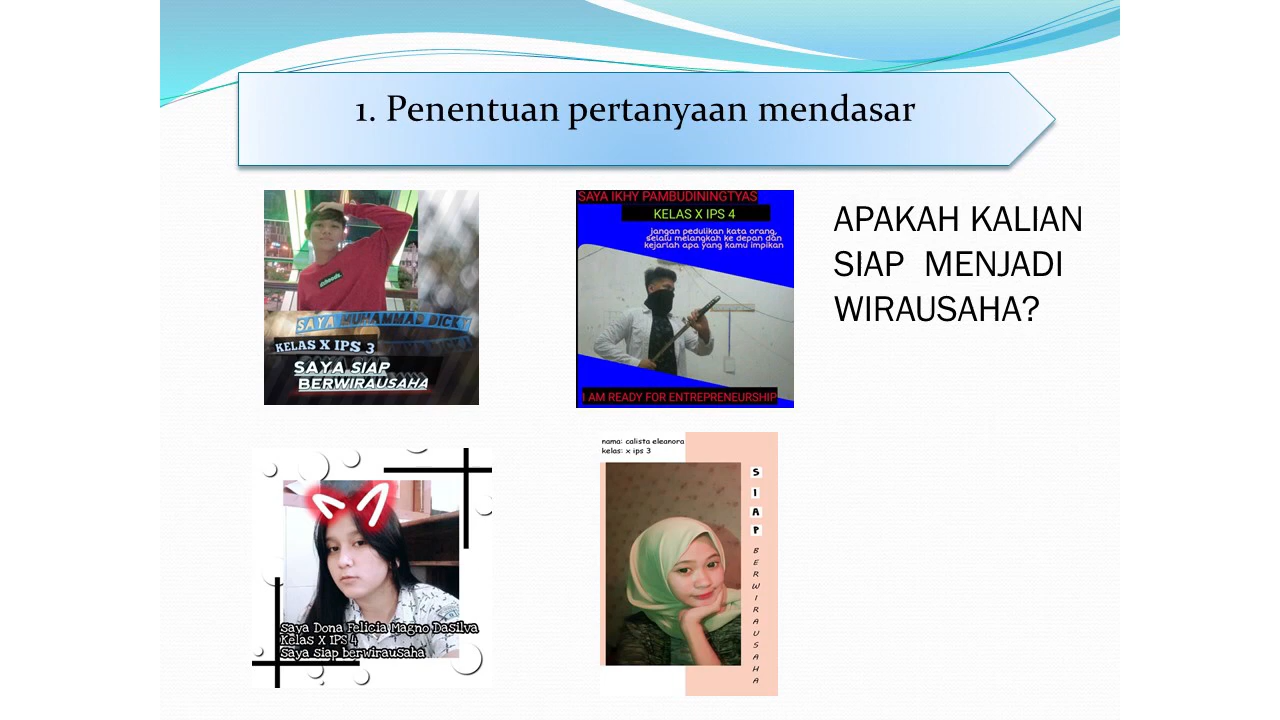 1. Penentuan pertanyaan mendasar
SAYA MUHAMMAD DICKY
KELAS X IPS 3
SAYA SIAP
BERWIRAUSAHA
SAYA IKHY PAMBUDININGTYAS
KELAS X IPS 4
jangan pedulikan kata orang,
selalu melangkah ke depan dan
kejarlah apa yang kamu impikan
I AM READY FOR ENTREPRENEURSHIP
APAKAH KALIAN
SIAP MENJADI
WIRAUSAHA?
Saya Dona Felicia Magno Dasilva
Kelas X IPS 4
Saya siap berwirausaha
nama: calista eleanora
kelas: x ips 3
SIAP
BERWIRAUSAHA